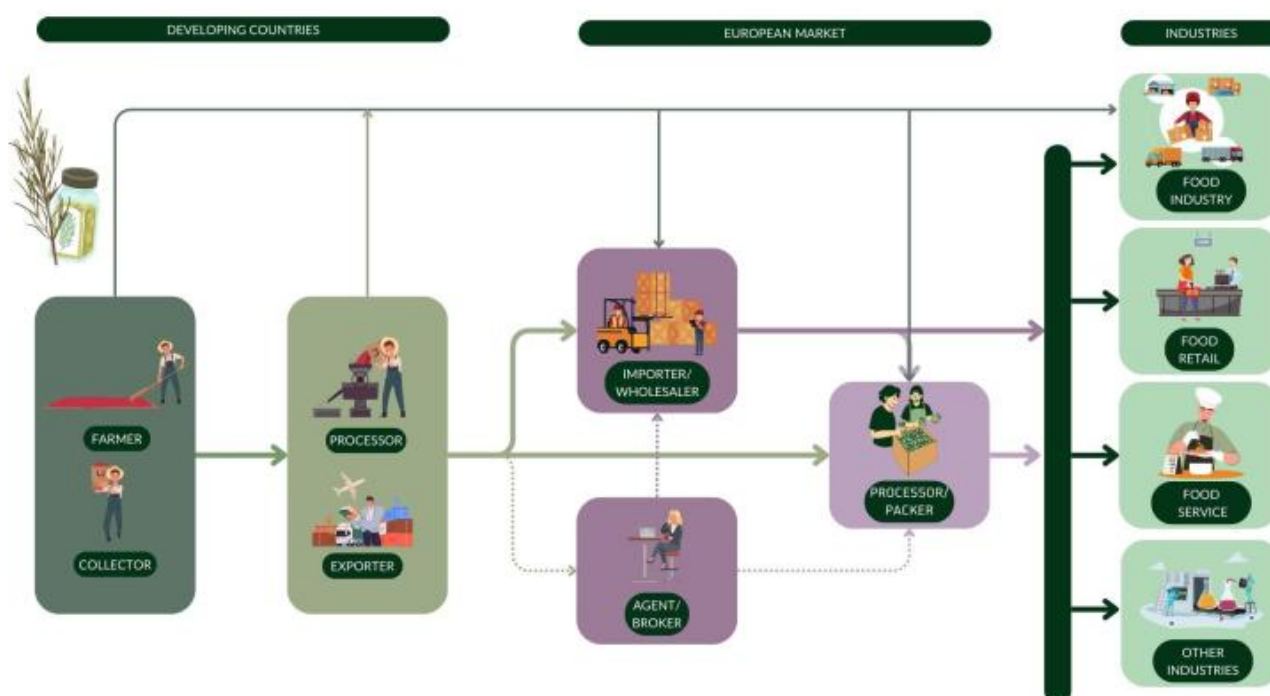 DEVELOPING COUNTRIES
EUROPEAN MARKET
INDUSTRIES
FOOD
INDUSTRY
FOOD
RETAIL
IMPORTER/
WHOLESALER
FARMER
PROCESSOR
PROCESSOR/
PACKER
FOOD
SERVICE
COLLECTOR
EXPORTER
AGENT/
BROKER
OTHER
INDUSTRIES